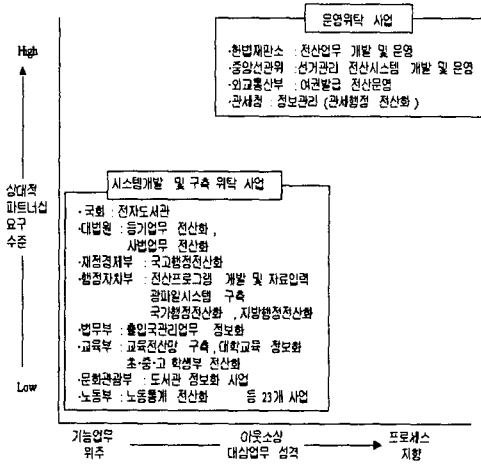 운영위탁 사업
High
·헌법재판소 : 전산업무 개발 및 운영
·중앙선관위 : 선거관리 전산시스템 개발 및 운영
·외교통상부 : 여권발급 전산운영
·관세청 : 정보관리 (관세행정 전산화)
시스템개발 및 구축 위탁 사업
상대적
파트너십
요구
수준
·국회 : 전자도서관
·대법원 : 등기업무 전산화,
사법업무 전산화
·재정경제부 : 국고행정전산화
·행정자치부 : 전산프로그램 개발 및 자료입력
광파일시스템 구축
국가행정전산화, 지방행정전산화
·법무부 : 출입국관리업무 정보화
·교육부 : 교육전산망 구축, 대학교육 정보화
초·중·고 학생부 전산화
·문화관광부 : 도서관 정보화 사업
·노동부 : 노동통계 전산화 등 23개 사업
Low
기능업무
위주
아웃소싱
대상업무 성격
프로세스
지향